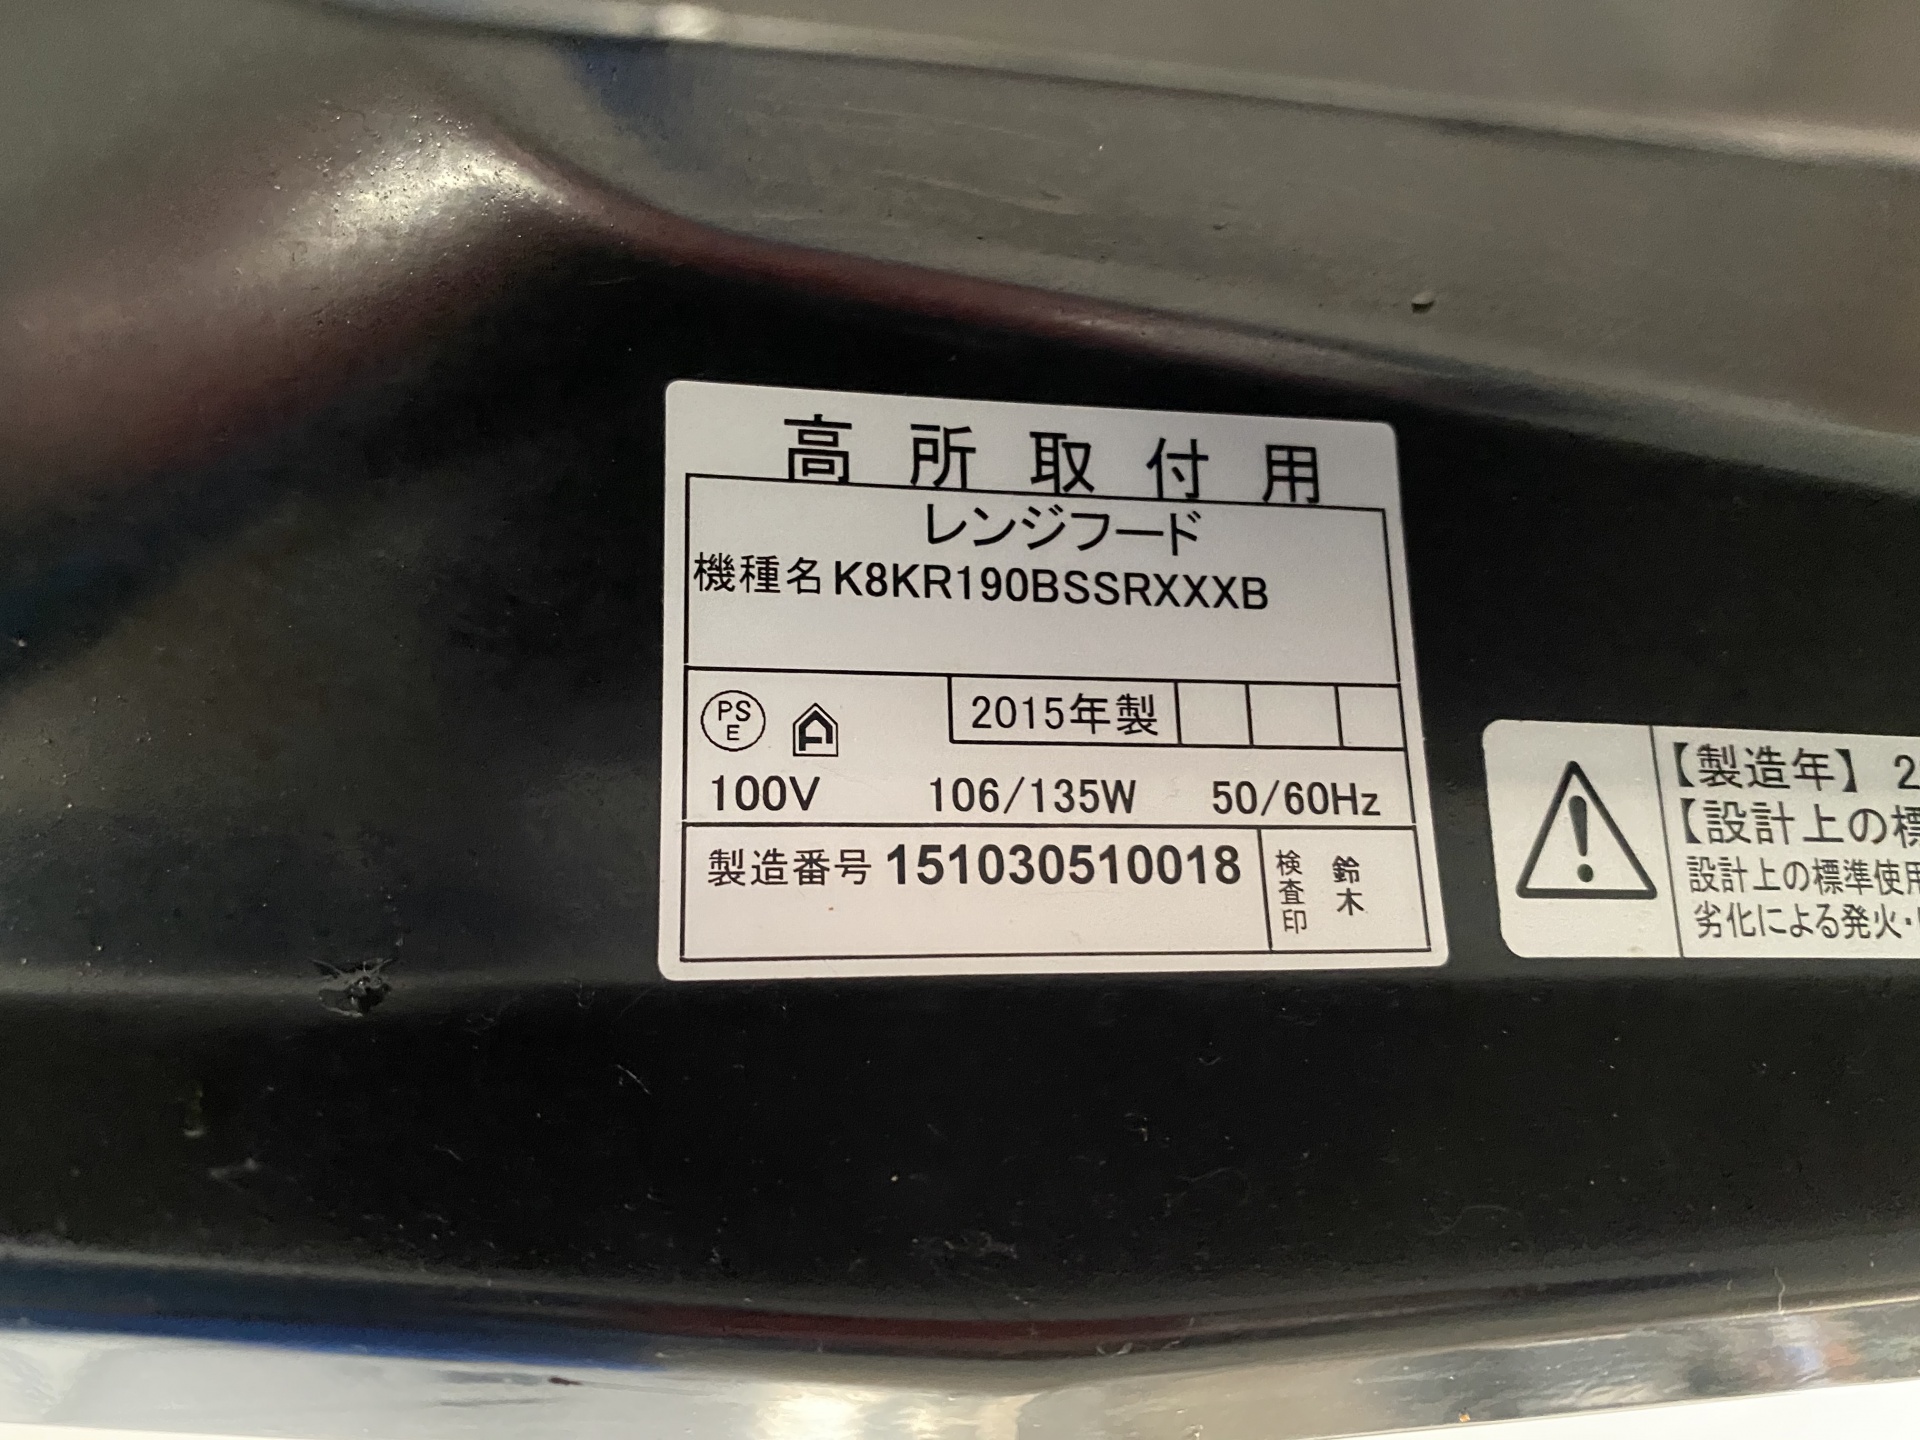 高所取付用
レンジフード
機種名 K8KR190BSSRXXXB
PS E
2015年製
100V 106/135W 50/60Hz
製造番号 151030510018
検査印 鈴木
【製造年】 2
【設計上の標
設計上の標準使用
劣化による発火・